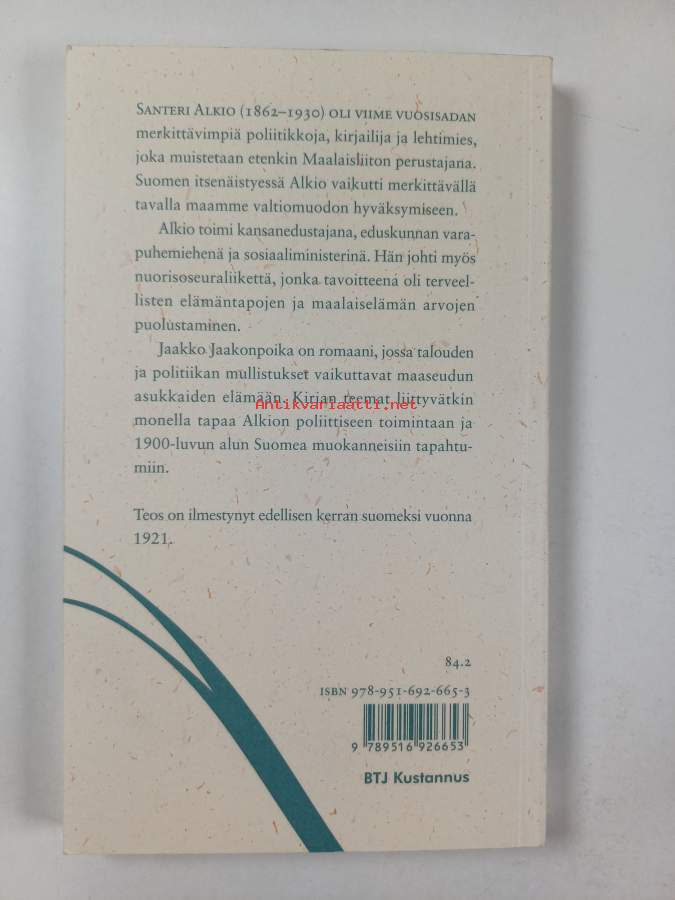 SANTERI ALKIO (1862–1930) OLI VIIME VUOSISADAN
merkittävimpiä poliitikkoja, kirjailija ja lehtimies,
joka muistetaan etenkin Maalaisliiton perustajana.
Suomen itsenäistyessä Alkio vaikutti merkittävällä
tavalla maamme valtiomuodon hyväksymiseen.
Alkio toimi kansanedustajana, eduskunnan vara-
puhemiehenä ja sosiaaliministerinä. Hän johti myös
nuorisoseuraliikettä, jonka tavoitteena oli terveel-
listen elämäntapojen ja maalaiselämän arvojen
puolustaminen.
Jaakko Jaakonpoika on romaani, jossa talouden
ja politiikan mullistukset vaikuttavat maaseudun
asukkaiden elämään. Kirjan teemat liittyvätkin
Antikvariaatti.net
monella tapaa Alkion poliittiseen toimintaan ja
1900-luvun alun Suomea muokanneisiin tapahtu-
miin.
Teos on ilmestynyt edellisen kerran suomeksi vuonna
1921.
84.2
ISBN 978-951-692-665-3
9 789516 926653
BTJ Kustannus